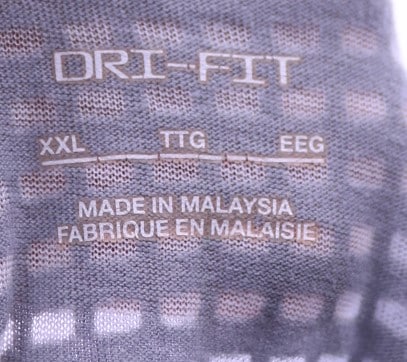 DRI-FIT
XXL TTG EEG
MADE IN MALAYSIA
FABRIQUE EN MALAISIE